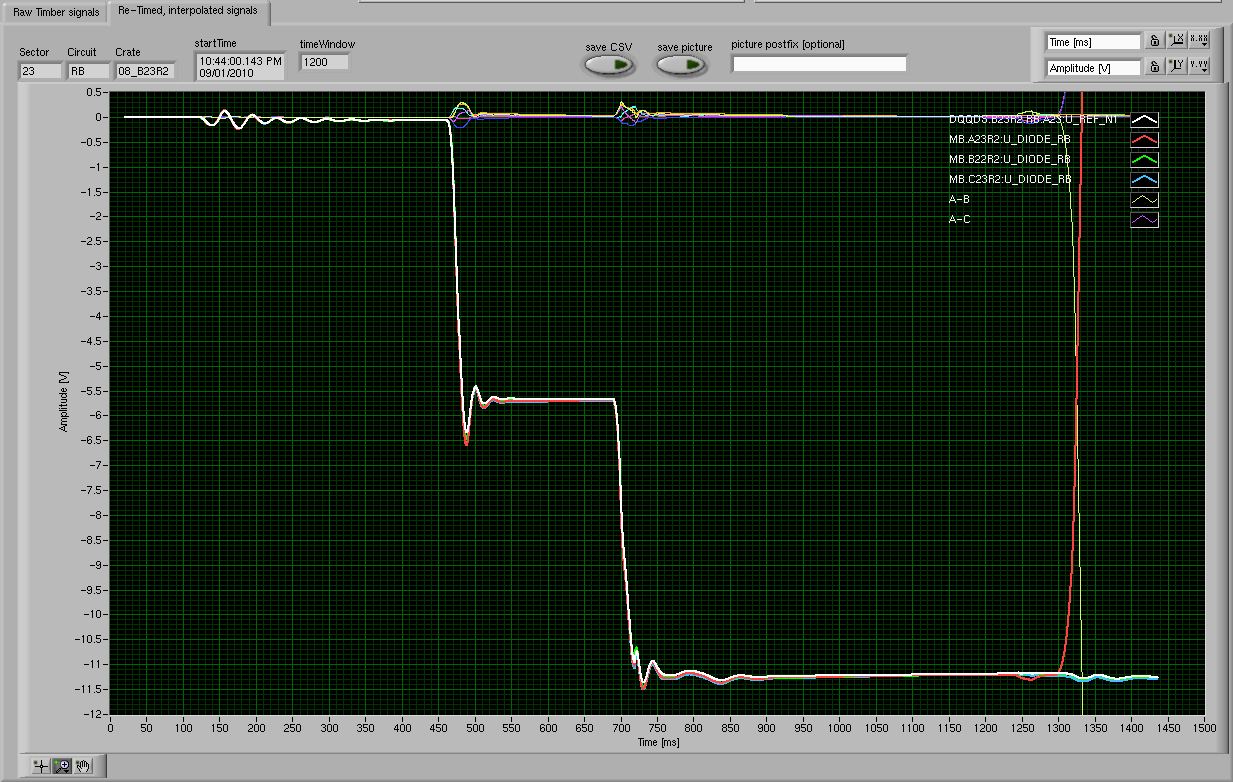 Raw Timber signals
Re-Timed, interpolated signals
Sector Circuit Crate startTime timeWindow
23 RB 08_B23R2 10:44:00.143 PM 1200
09/01/2010
save CSV save picture picture postfix [optional]
Time [ms]
Amplitude [V]
Amplitude [V]
0.5
0
-0.5
-1
-1.5
-2
-2.5
-3
-3.5
-4
-4.5
-5
-5.5
-6
-6.5
-7
-7.5
-8
-8.5
-9
-9.5
-10
-10.5
-11
-11.5
-12
DQQDS.B23R2.RB.A23:U_REF_N1
MB.A23R2:U_DIODE_RB
MB.B22R2:U_DIODE_RB
MB.C23R2:U_DIODE_RB
A-B
A-C
0 50 100 150 200 250 300 350 400 450 500 550 600 650 700 750 800 850 900 950 1000 1050 1100 1150 1200 1250 1300 1350 1400 1450 1500
Time [ms]